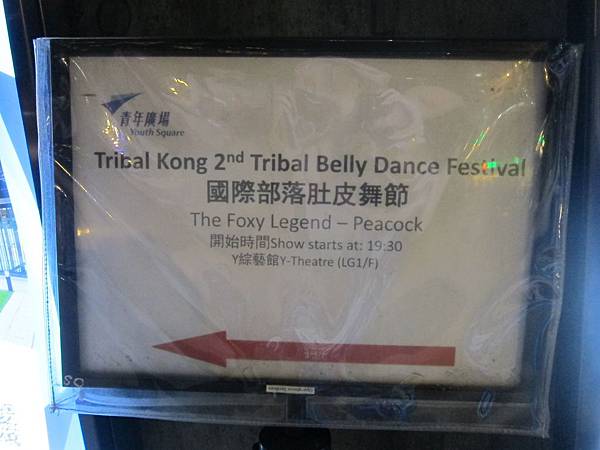 青年廣場
Youth Square
Tribal Kong 2nd Tribal Belly Dance Festival
國際部落肚皮舞節
The Foxy Legend – Peacock
開始時間Show starts at: 19:30
Y綜藝館Y-Theatre (LG1/F)